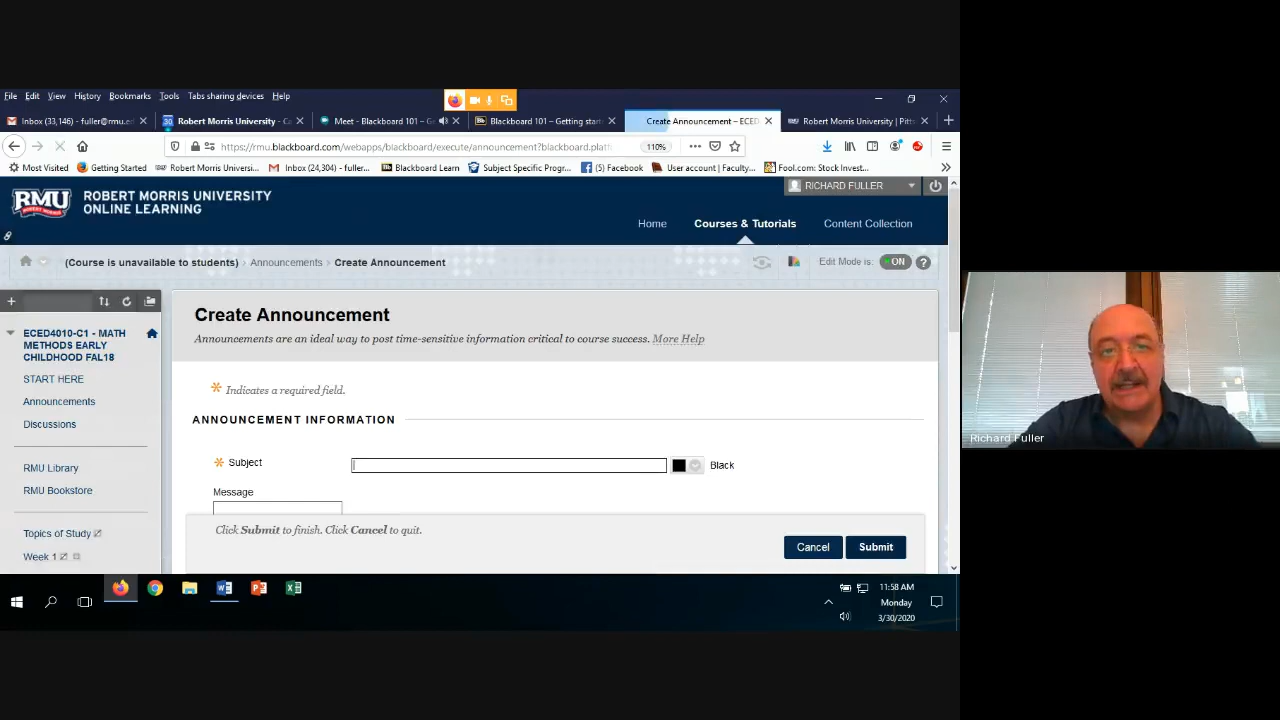 File Edit View History Bookmarks Tools Tabs sharing devices Help
Inbox (33,146) - fuller@rmu.ed
30 Robert Morris University - Ca
Meet - Blackboard 101 – G
Blackboard 101 – Getting start
Create Announcement – ECED
Robert Morris University | Pitts
https://rmu.blackboard.com/webapps/blackboard/execute/announcement?blackboard.platf
110%
Most Visited Getting Started Robert Morris Universi... Inbox (24,304) - fuller... Blackboard Learn Subject Specific Prog... (5) Facebook User account | Faculty... Fool.com: Stock Invest...
RMU
ROBERT MORRIS UNIVERSITY
ONLINE LEARNING
RICHARD FULLER
Home Courses & Tutorials Content Collection
(Course is unavailable to students) Announcements Create Announcement
Edit Mode is: ON ?
ECED4010-C1 - MATH
METHODS EARLY
CHILDHOOD FAL18
START HERE
Announcements
Discussions
RMU Library
RMU Bookstore
Topics of Study
Week 1
Create Announcement
Announcements are an ideal way to post time-sensitive information critical to course success. More Help
* Indicates a required field.
ANNOUNCEMENT INFORMATION
* Subject
Black
Message
Click Submit to finish. Click Cancel to quit.
Cancel Submit
11:58 AM
Monday
3/30/2020
Richard Fuller